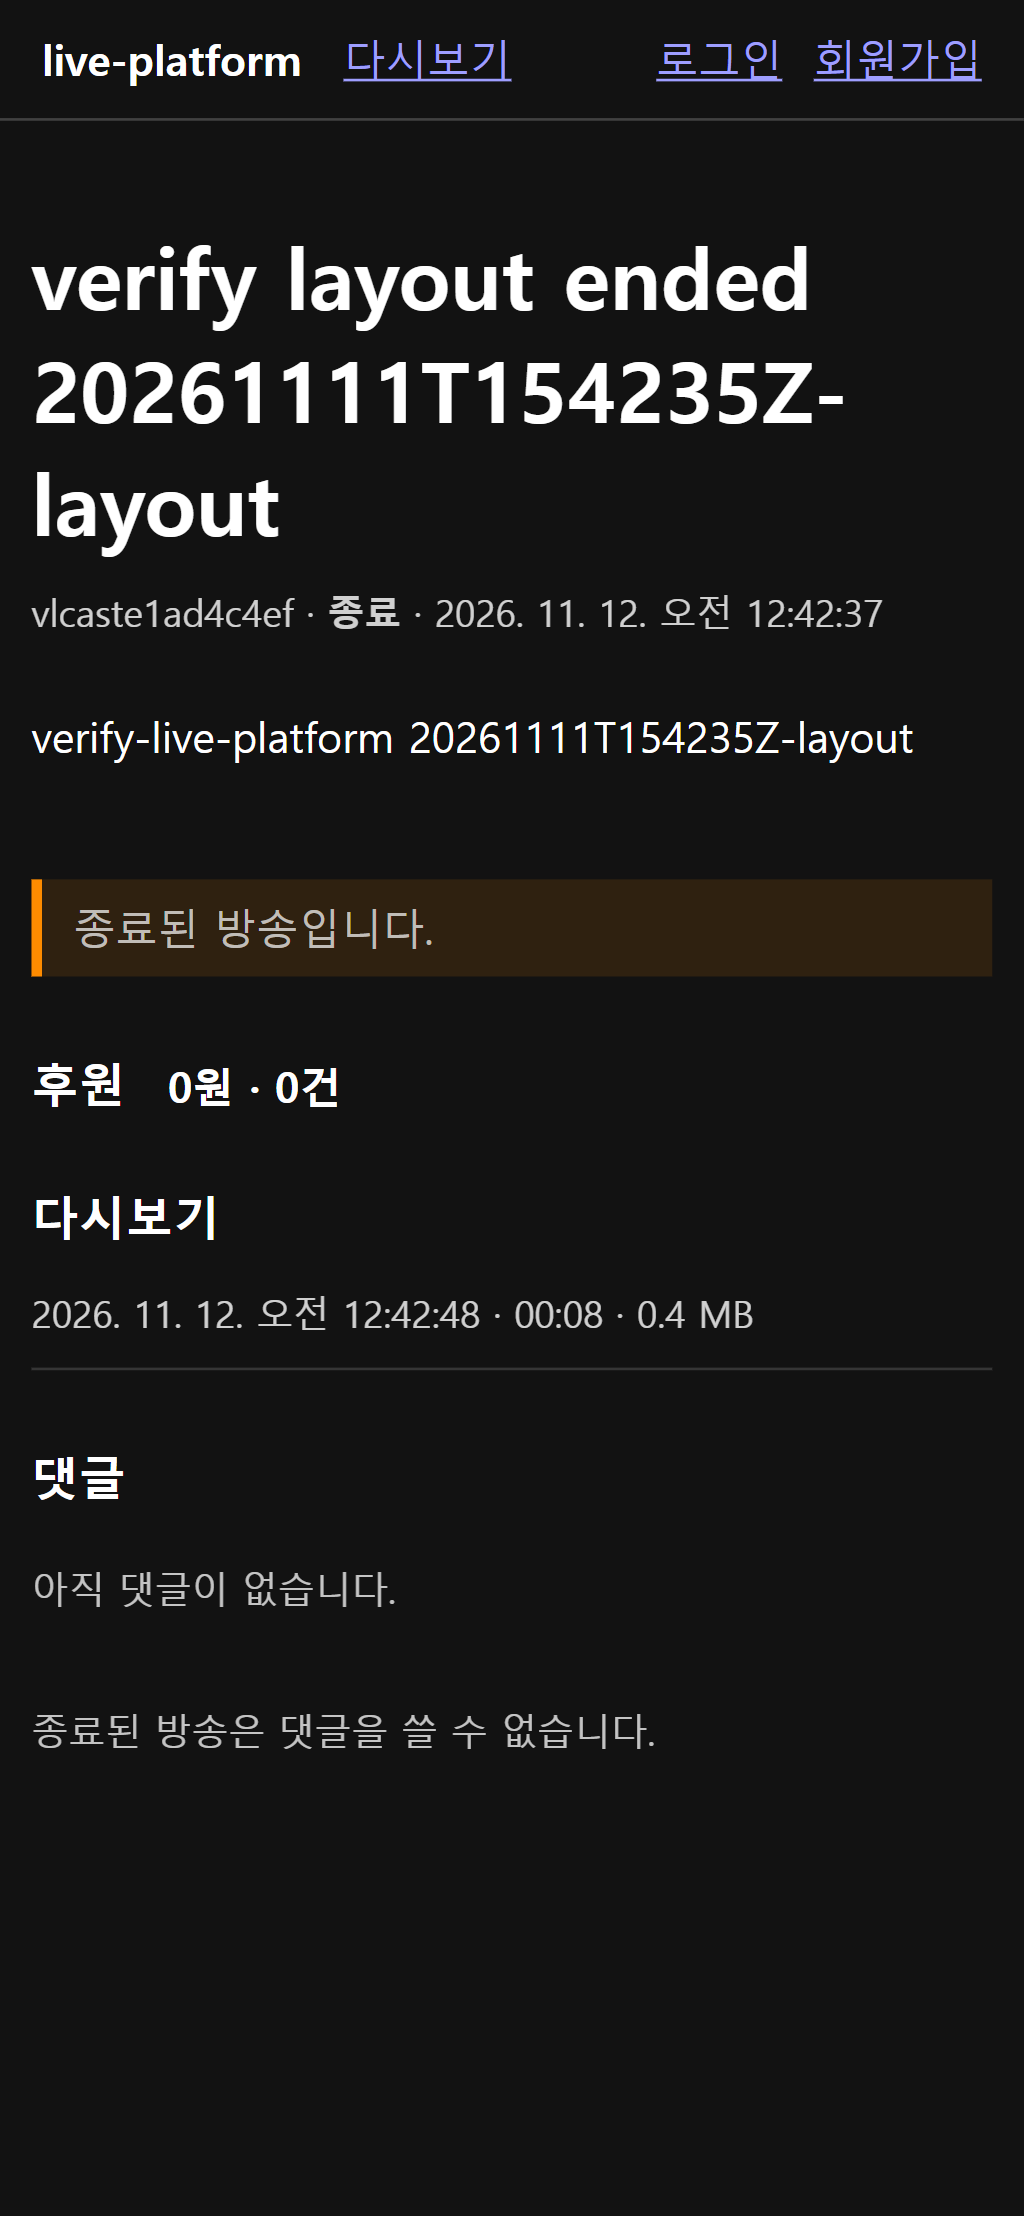 live-platform 다시보기 로그인 회원가입
verify layout ended
20261111T154235Z-
layout
vlcaste1ad4c4ef · 종료 · 2026. 11. 12. 오전 12:42:37
verify-live-platform 20261111T154235Z-layout
종료된 방송입니다.
후원 0원 · 0건
다시보기
2026. 11. 12. 오전 12:42:48 · 00:08 · 0.4 MB
댓글
아직 댓글이 없습니다.
종료된 방송은 댓글을 쓸 수 없습니다.